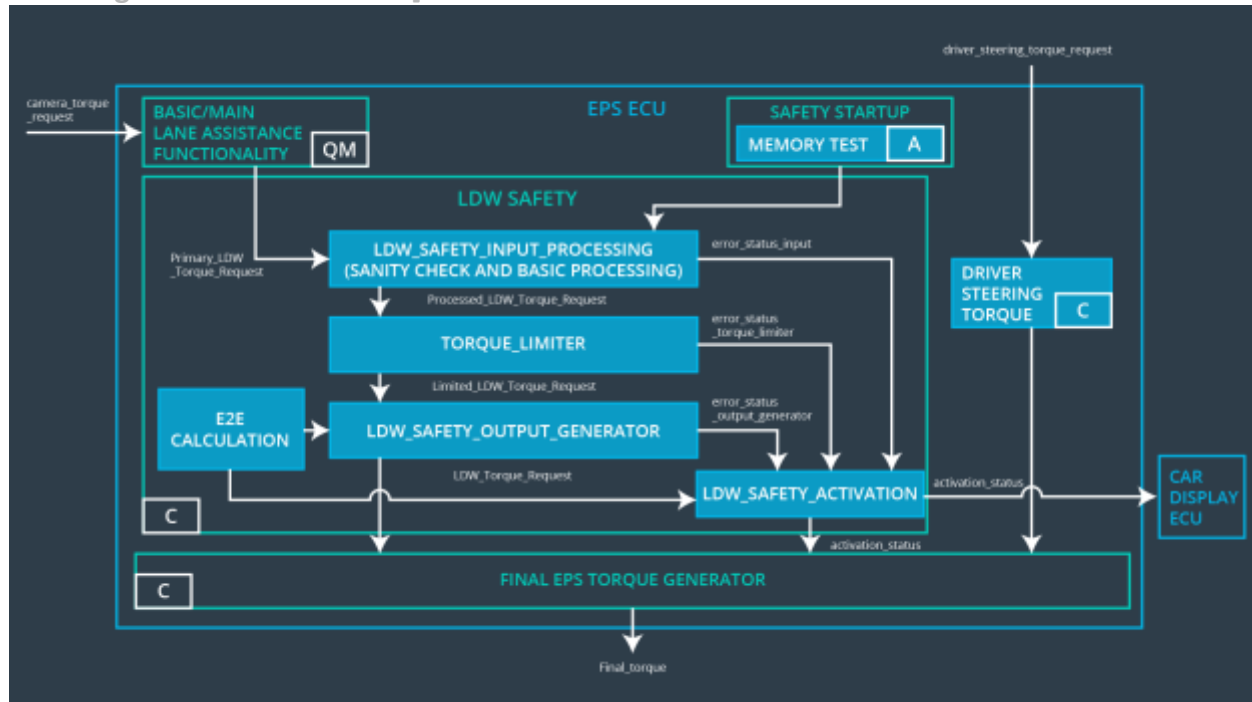 driver_steering_torque_request
camera_torque
_request
EPS ECU
BASIC/MAIN
LANE ASSISTANCE
FUNCTIONALITY
QM
SAFETY STARTUP
MEMORY TEST
A
LDW SAFETY
LDW_SAFETY_INPUT_PROCESSING
(SANITY CHECK AND BASIC PROCESSING)
error_status_input
Primary_LDW
_Torque_Request
DRIVER
STEERING
TORQUE
C
Processed_LDW_Torque_Request
error_status
_torque_limiter
TORQUE_LIMITER
Limited_LDW_Torque_Request
error_status
_output_generator
E2E
CALCULATION
LDW_SAFETY_OUTPUT_GENERATOR
LDW_Torque_Request
LDW_SAFETY_ACTIVATION
activation_status
CAR
DISPLAY
ECU
C
activation_status
C
FINAL EPS TORQUE GENERATOR
Final_torque